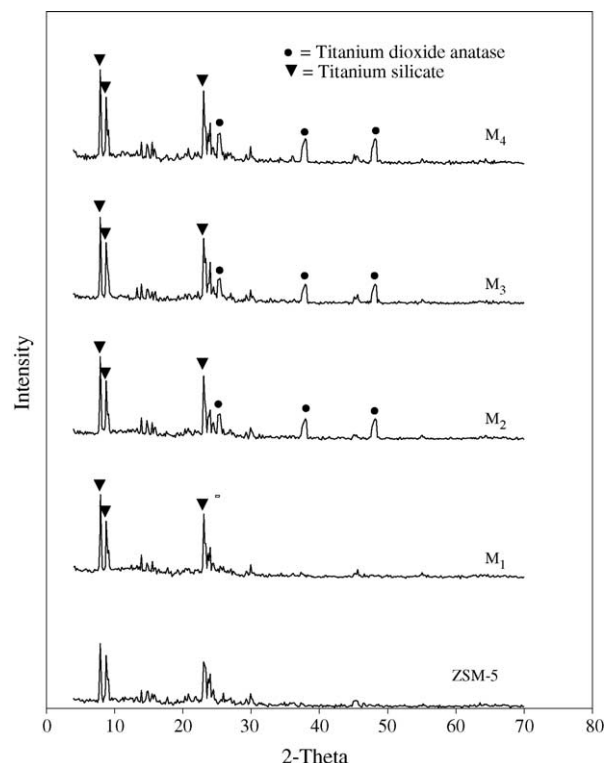 ● = Titanium dioxide anatase
▼ = Titanium silicate
M4
M3
M2
M1
ZSM-5
Intensity
0 10 20 30 40 50 60 70 80
2-Theta